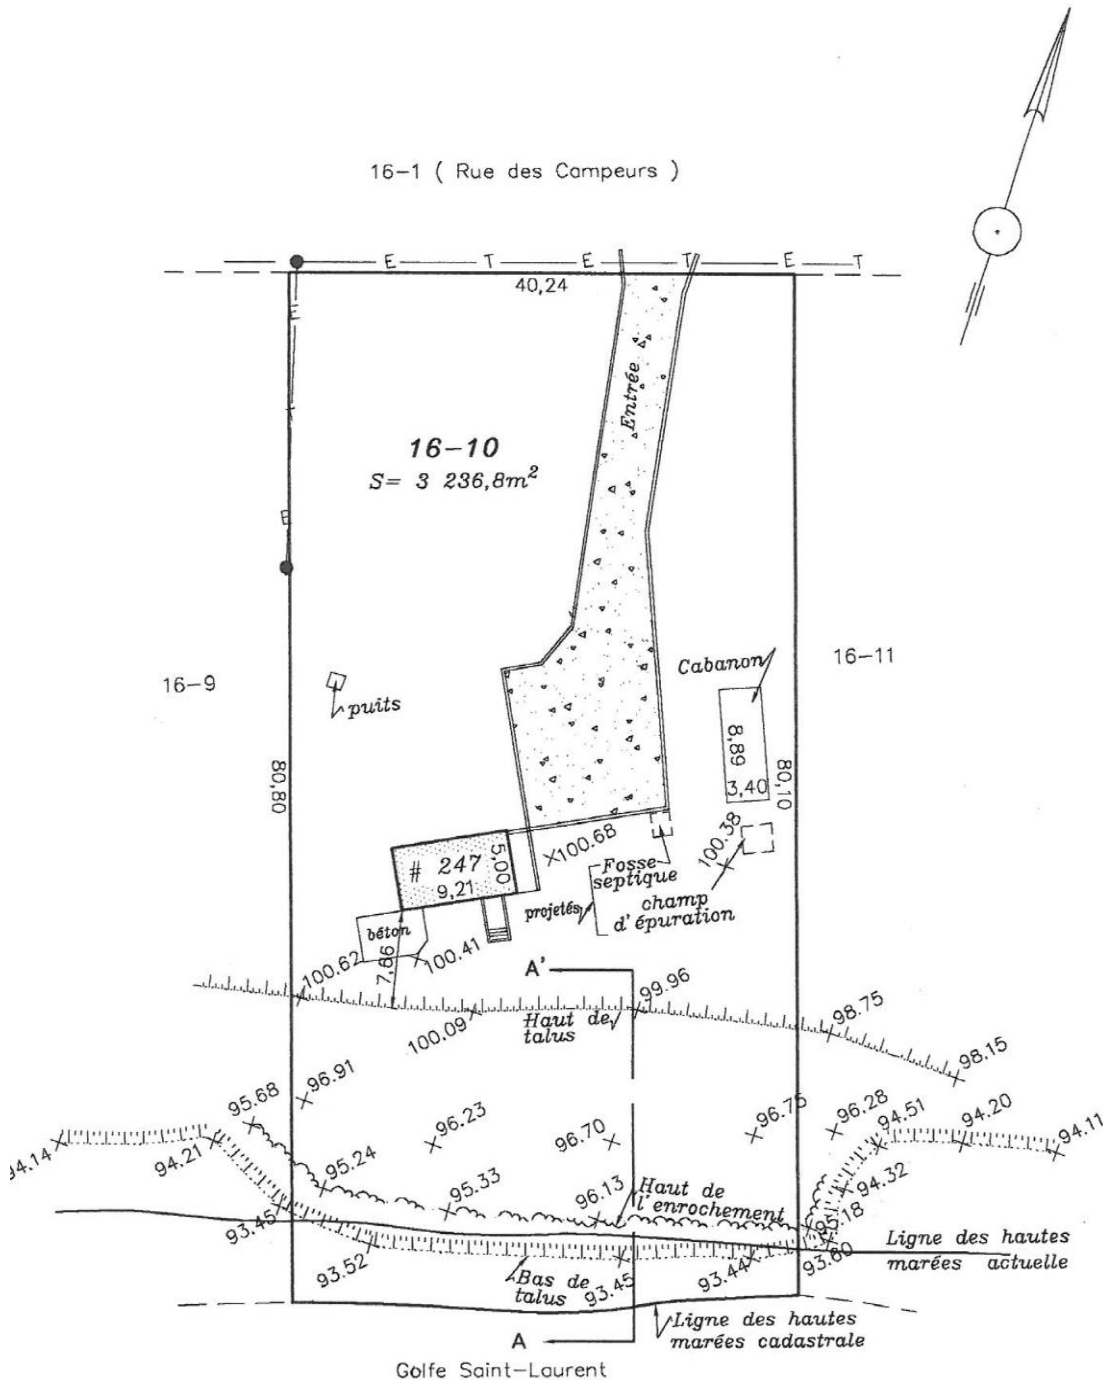 16-1 ( Rue des Campeurs )
E T E T E T
40,24
E
E
Entrée
16-10
S= 3 236,8m²
16-9
16-11
puits
Cabanon
8,89
3,40
80,80
80,10
# 247
5,00
9,21
100.68
100.38
Fosse
septique
projetés
champ
d'épuration
béton
7,66
100.62
100.41
A'
100.09
Haut de
talus
99.96
98.75
98.15
95.68
96.91
96.23
96.70
96.75
96.28
94.51
94.20
94.11
94.14
94.21
95.24
95.33
96.13
Haut de
l'enrochement
94.32
95.18
93.45
93.52
93.45
93.44
93.60
Bas de
talus
Ligne des hautes
marées actuelle
Ligne des hautes
marées cadastrale
A
Golfe Saint-Laurent